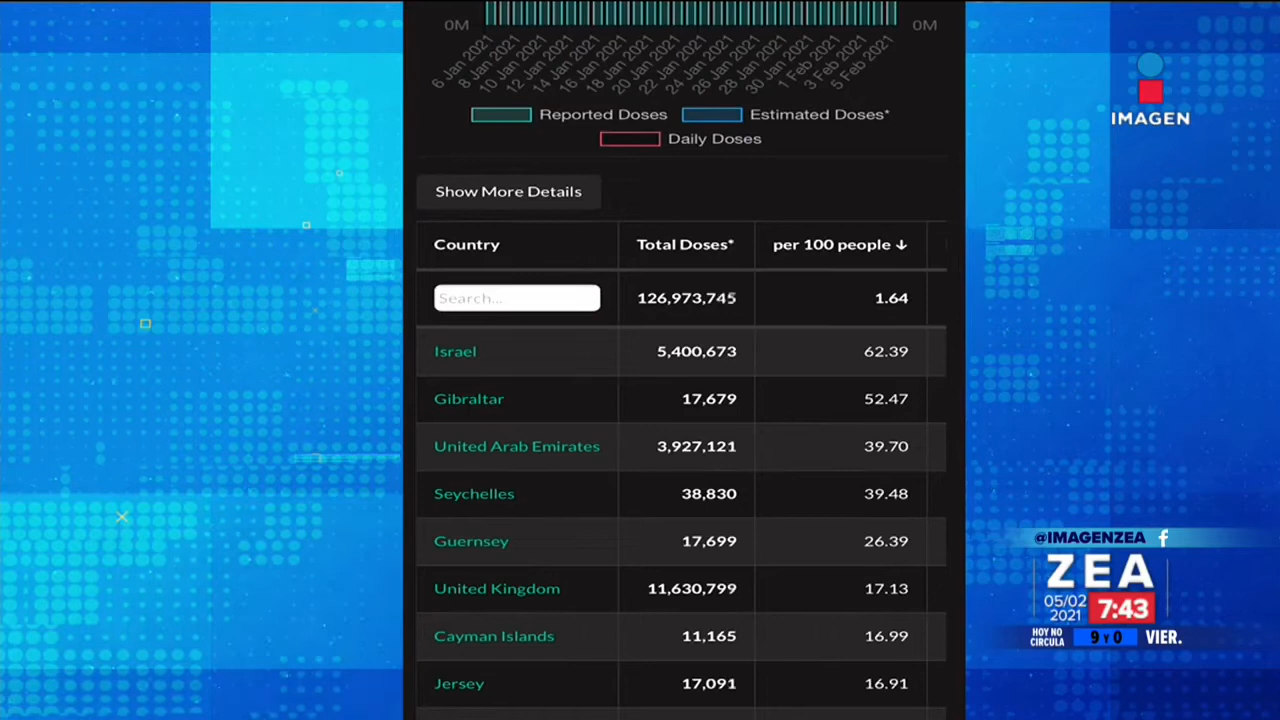 0M 0M
6 Jan 2021 8 Jan 2021 10 Jan 2021 12 Jan 2021 14 Jan 2021 16 Jan 2021 18 Jan 2021 20 Jan 2021 22 Jan 2021 24 Jan 2021 26 Jan 2021 28 Jan 2021 30 Jan 2021 1 Feb 2021 3 Feb 2021 5 Feb 2021
Reported Doses Estimated Doses*
Daily Doses
IMAGEN
Show More Details
Country Total Doses* per 100 people ↓
Search... 126,973,745 1.64
Israel 5,400,673 62.39
Gibraltar 17,679 52.47
United Arab Emirates 3,927,121 39.70
Seychelles 38,830 39.48
Guernsey 17,699 26.39
United Kingdom 11,630,799 17.13
Cayman Islands 11,165 16.99
Jersey 17,091 16.91
@IMAGENZEA f
ZEA
05/02
2021 7:43
HOY NO
CIRCULA 9 Y 0 VIER.